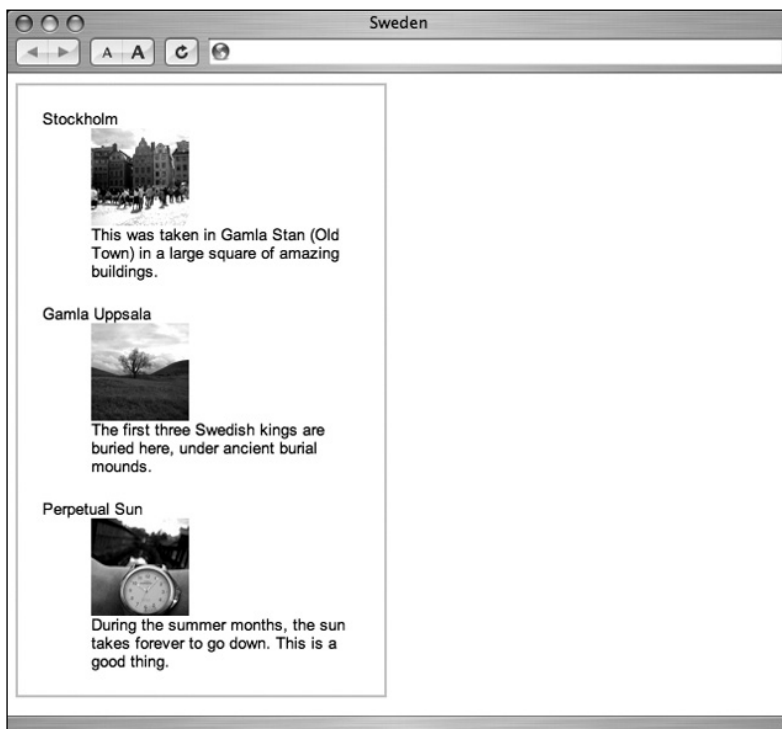 Sweden
A A
Stockholm
This was taken in Gamla Stan (Old
Town) in a large square of amazing
buildings.
Gamla Uppsala
The first three Swedish kings are
buried here, under ancient burial
mounds.
Perpetual Sun
During the summer months, the sun
takes forever to go down. This is a
good thing.